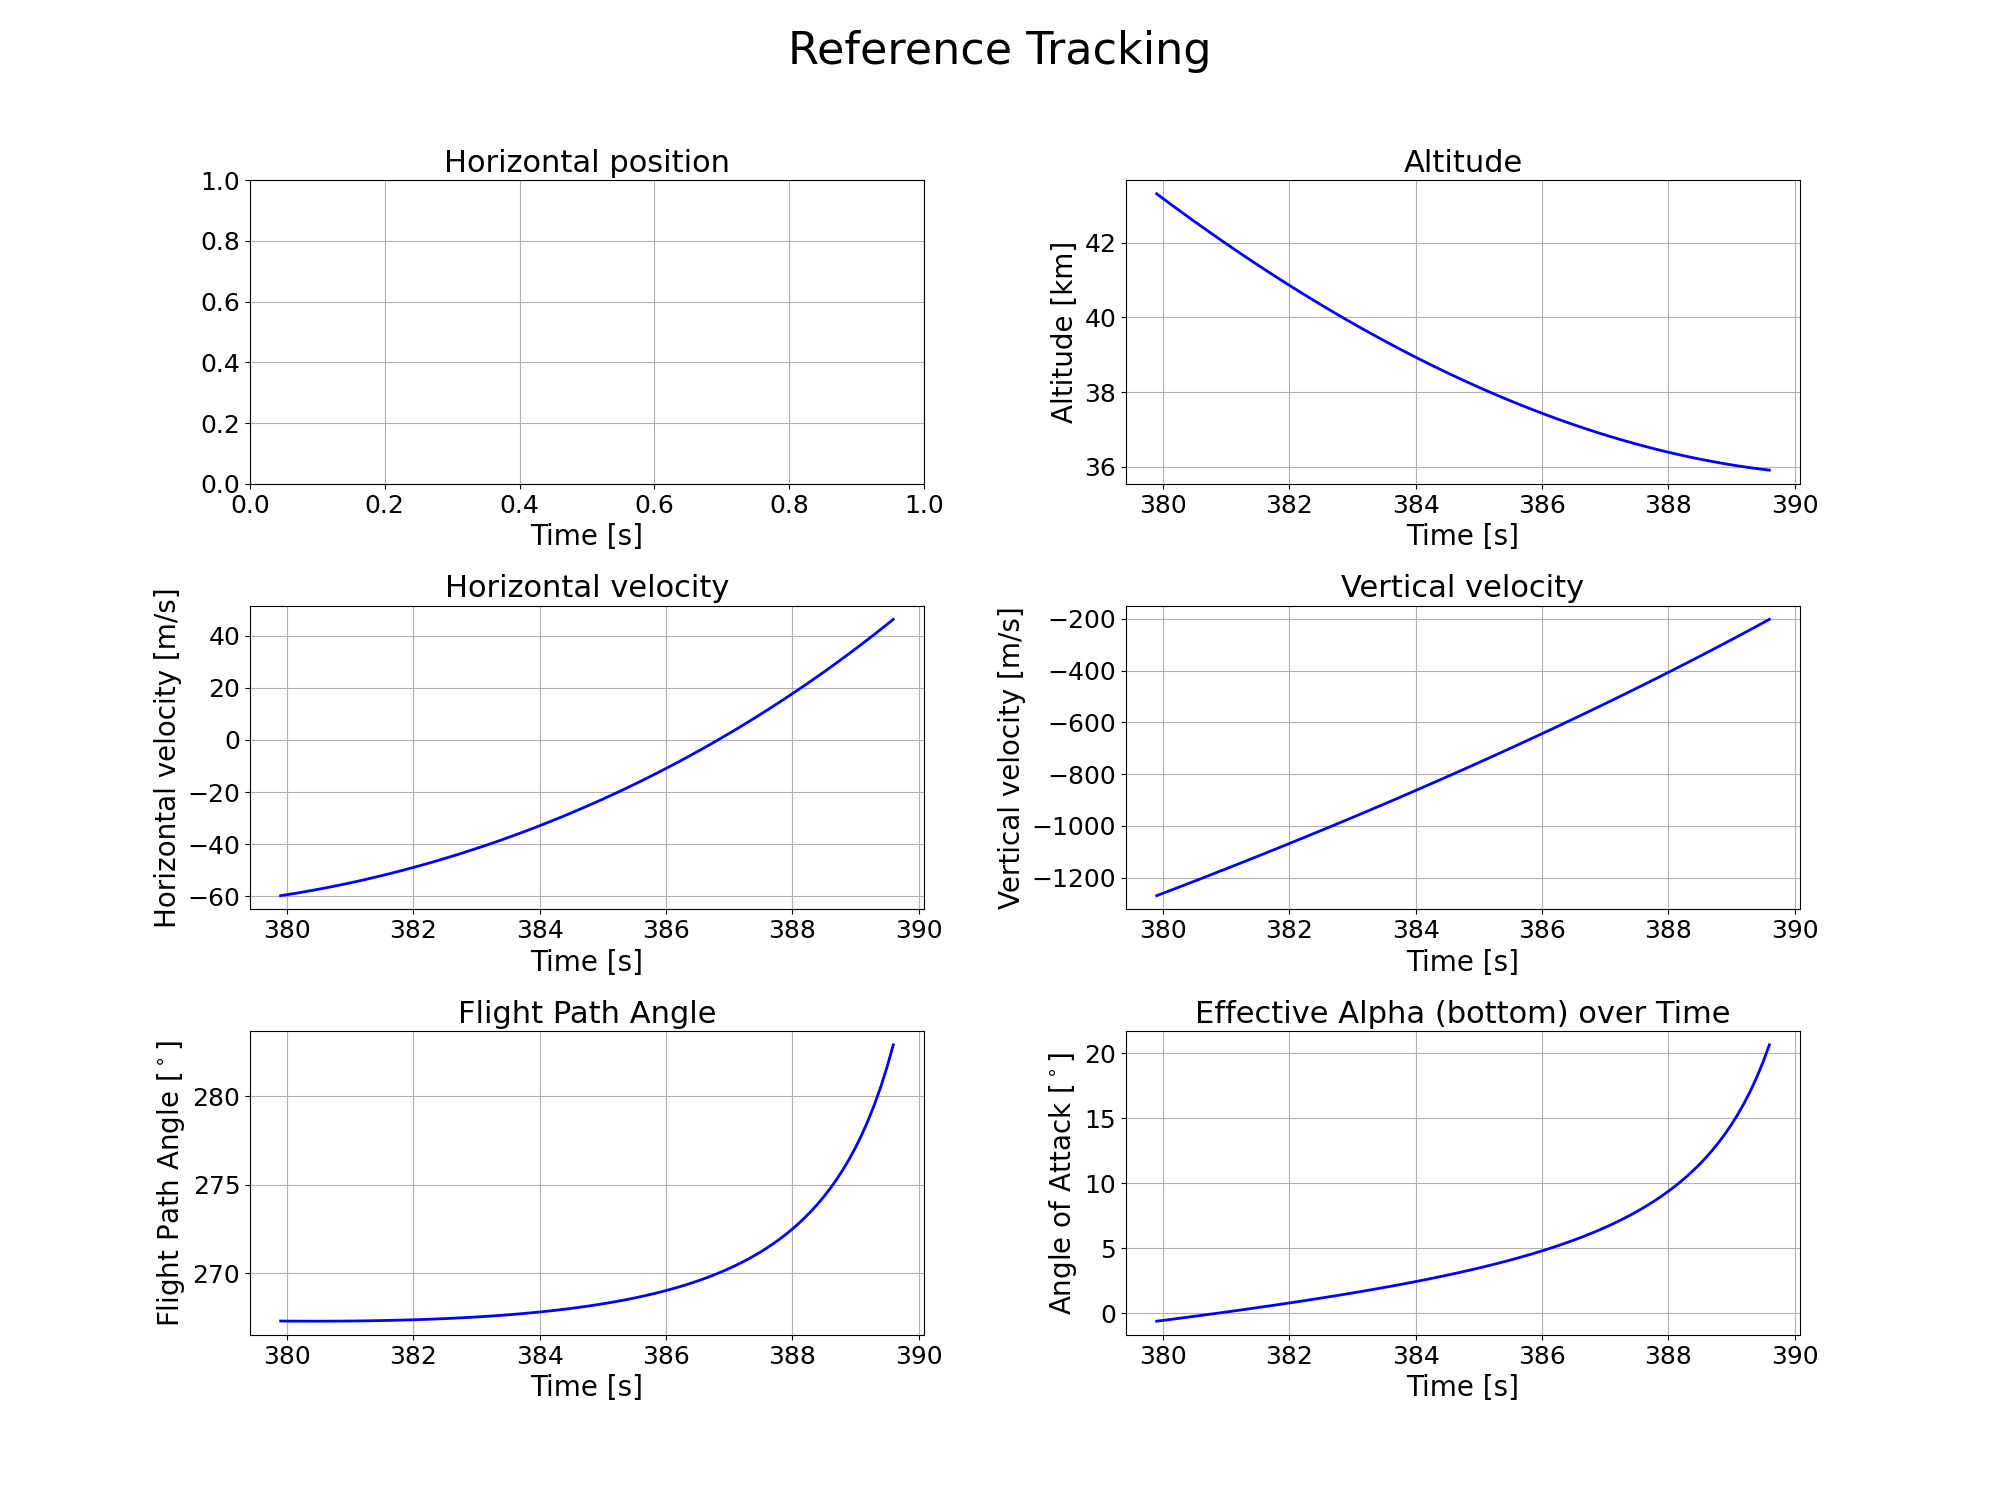 Reference Tracking
Horizontal position
1.0
0.8
0.6
0.4
0.2
0.0
0.0 0.2 0.4 0.6 0.8 1.0
Time [s]
Altitude
Altitude [km]
42
40
38
36
380 382 384 386 388 390
Time [s]
Horizontal velocity
Horizontal velocity [m/s]
40
20
0
−20
−40
−60
380 382 384 386 388 390
Time [s]
Vertical velocity
Vertical velocity [m/s]
−200
−400
−600
−800
−1000
−1200
380 382 384 386 388 390
Time [s]
Flight Path Angle
Flight Path Angle [°]
280
275
270
380 382 384 386 388 390
Time [s]
Effective Alpha (bottom) over Time
Angle of Attack [°]
20
15
10
5
0
380 382 384 386 388 390
Time [s]